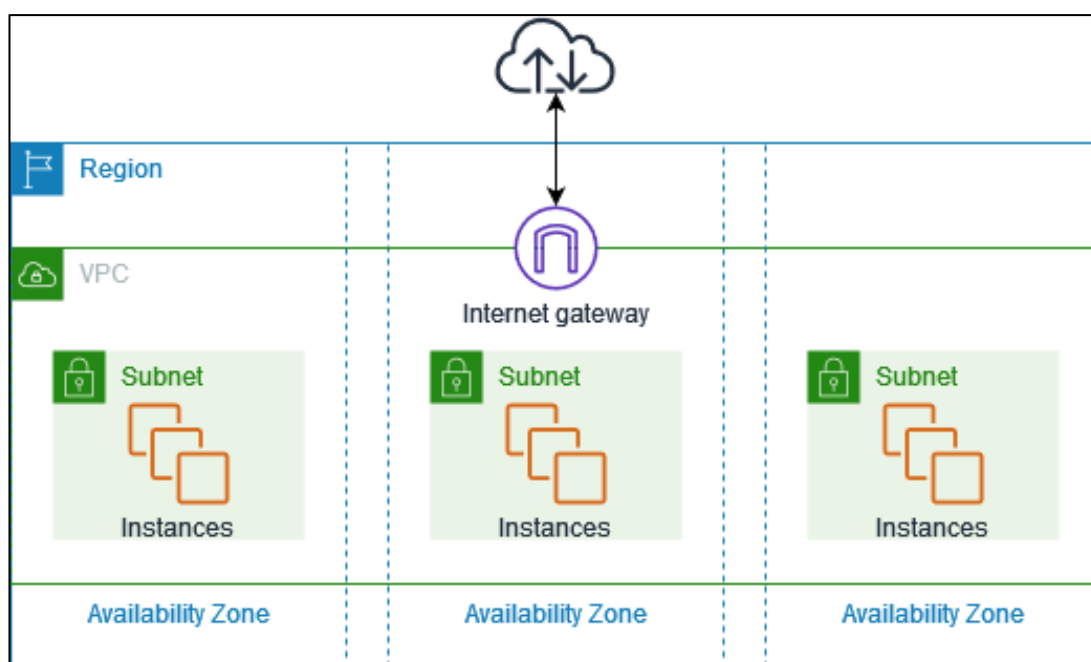 Region
VPC
Internet gateway
Subnet
Subnet
Subnet
Instances
Instances
Instances
Availability Zone
Availability Zone
Availability Zone